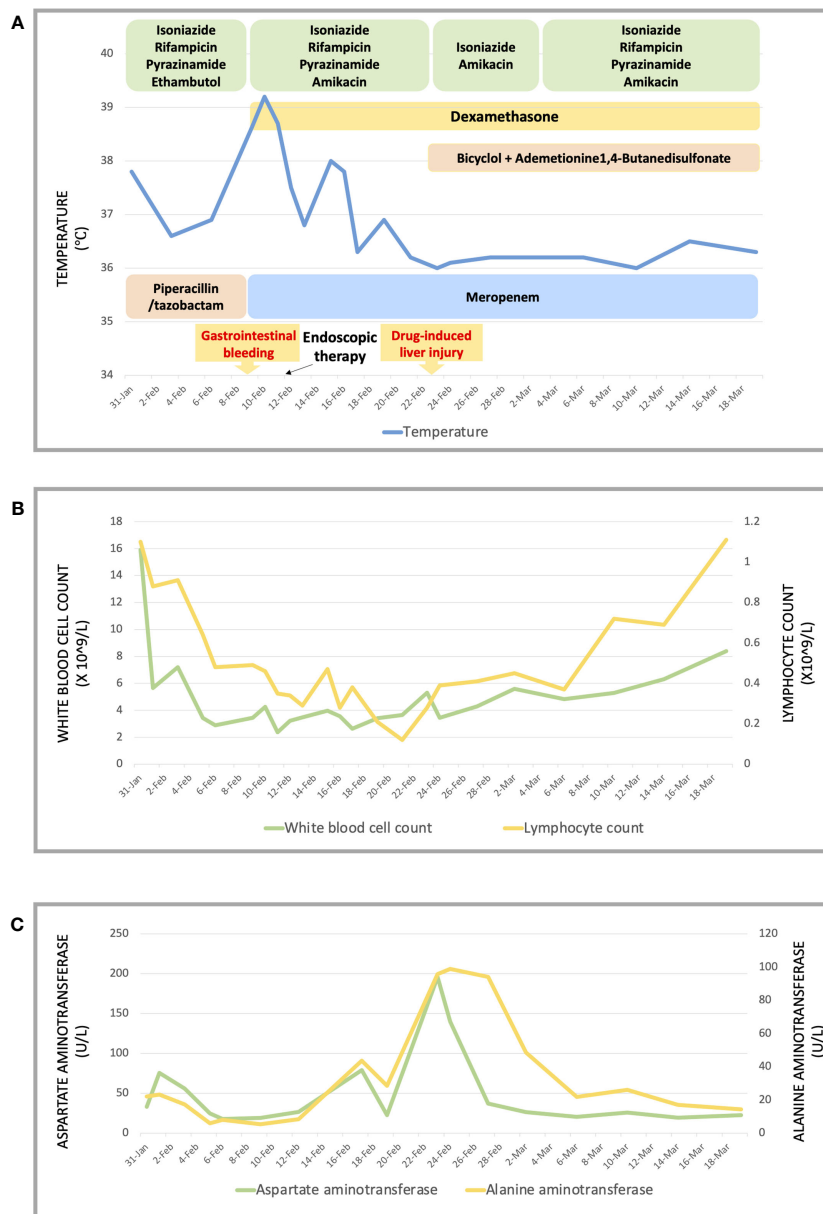 A
Isoniazide
Rifampicin
Pyrazinamide
Ethambutol
Isoniazide
Rifampicin
Pyrazinamide
Amikacin
Isoniazide
Amikacin
Isoniazide
Rifampicin
Pyrazinamide
Amikacin
Dexamethasone
Bicyclol + Ademetionine1,4-Butanedisulfonate
Piperacillin
/tazobactam
Meropenem
Gastrointestinal
bleeding
Endoscopic
therapy
Drug-induced
liver injury
TEMPERATURE
(°C)
40
39
38
37
36
35
34
31-Jan
2-Feb
4-Feb
6-Feb
8-Feb
10-Feb
12-Feb
14-Feb
16-Feb
18-Feb
20-Feb
22-Feb
24-Feb
26-Feb
28-Feb
2-Mar
4-Mar
6-Mar
8-Mar
10-Mar
12-Mar
14-Mar
16-Mar
18-Mar
Temperature
B
WHITE BLOOD CELL COUNT
(X 10^9/L)
18
16
14
12
10
8
6
4
2
0
1.2
1
0.8
0.6
0.4
0.2
0
LYMPHOCYTE COUNT
(X10^9/L)
31-Jan
2-Feb
4-Feb
6-Feb
8-Feb
10-Feb
12-Feb
14-Feb
16-Feb
18-Feb
20-Feb
22-Feb
24-Feb
26-Feb
28-Feb
2-Mar
4-Mar
6-Mar
8-Mar
10-Mar
12-Mar
14-Mar
16-Mar
18-Mar
White blood cell count
Lymphocyte count
C
ASPARTATE AMINOTRANSFERASE
(U/L)
250
200
150
100
50
0
120
100
80
60
40
20
0
ALANINE AMINOTRANSFERASE
(U/L)
31-Jan
2-Feb
4-Feb
6-Feb
8-Feb
10-Feb
12-Feb
14-Feb
16-Feb
18-Feb
20-Feb
22-Feb
24-Feb
26-Feb
28-Feb
2-Mar
4-Mar
6-Mar
8-Mar
10-Mar
12-Mar
14-Mar
16-Mar
18-Mar
Aspartate aminotransferase
Alanine aminotransferase